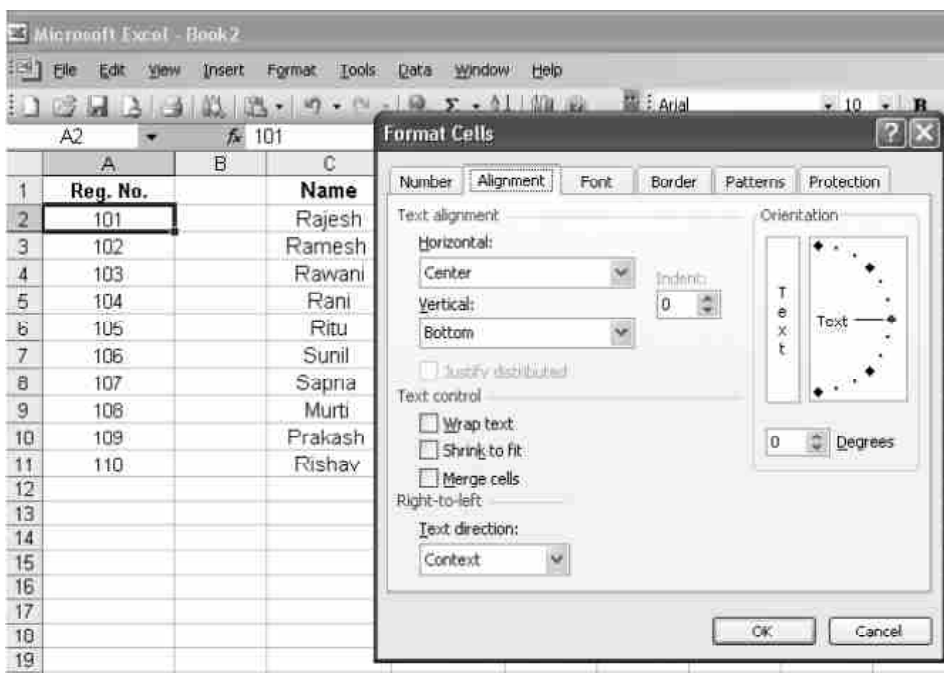 Microsoft Excel - Book2
File Edit View Insert Format Tools Data Window Help
Arial 10 B
A2 fx 101
Format Cells
A B C
1 Reg. No. Name
2 101 Rajesh
3 102 Ramesh
4 103 Rawani
5 104 Rani
6 105 Ritu
7 106 Sunil
8 107 Sapna
9 108 Murti
10 109 Prakash
11 110 Rishav
12
13
14
15
16
17
18
19
Number Alignment Font Border Patterns Protection
Text alignment
Horizontal:
Center
Indent:
0
Vertical:
Bottom
Justify distributed
Text control
Wrap text
Shrink to fit
Merge cells
Right-to-left
Text direction:
Context
Orientation
Text
Text
0 Degrees
OK Cancel